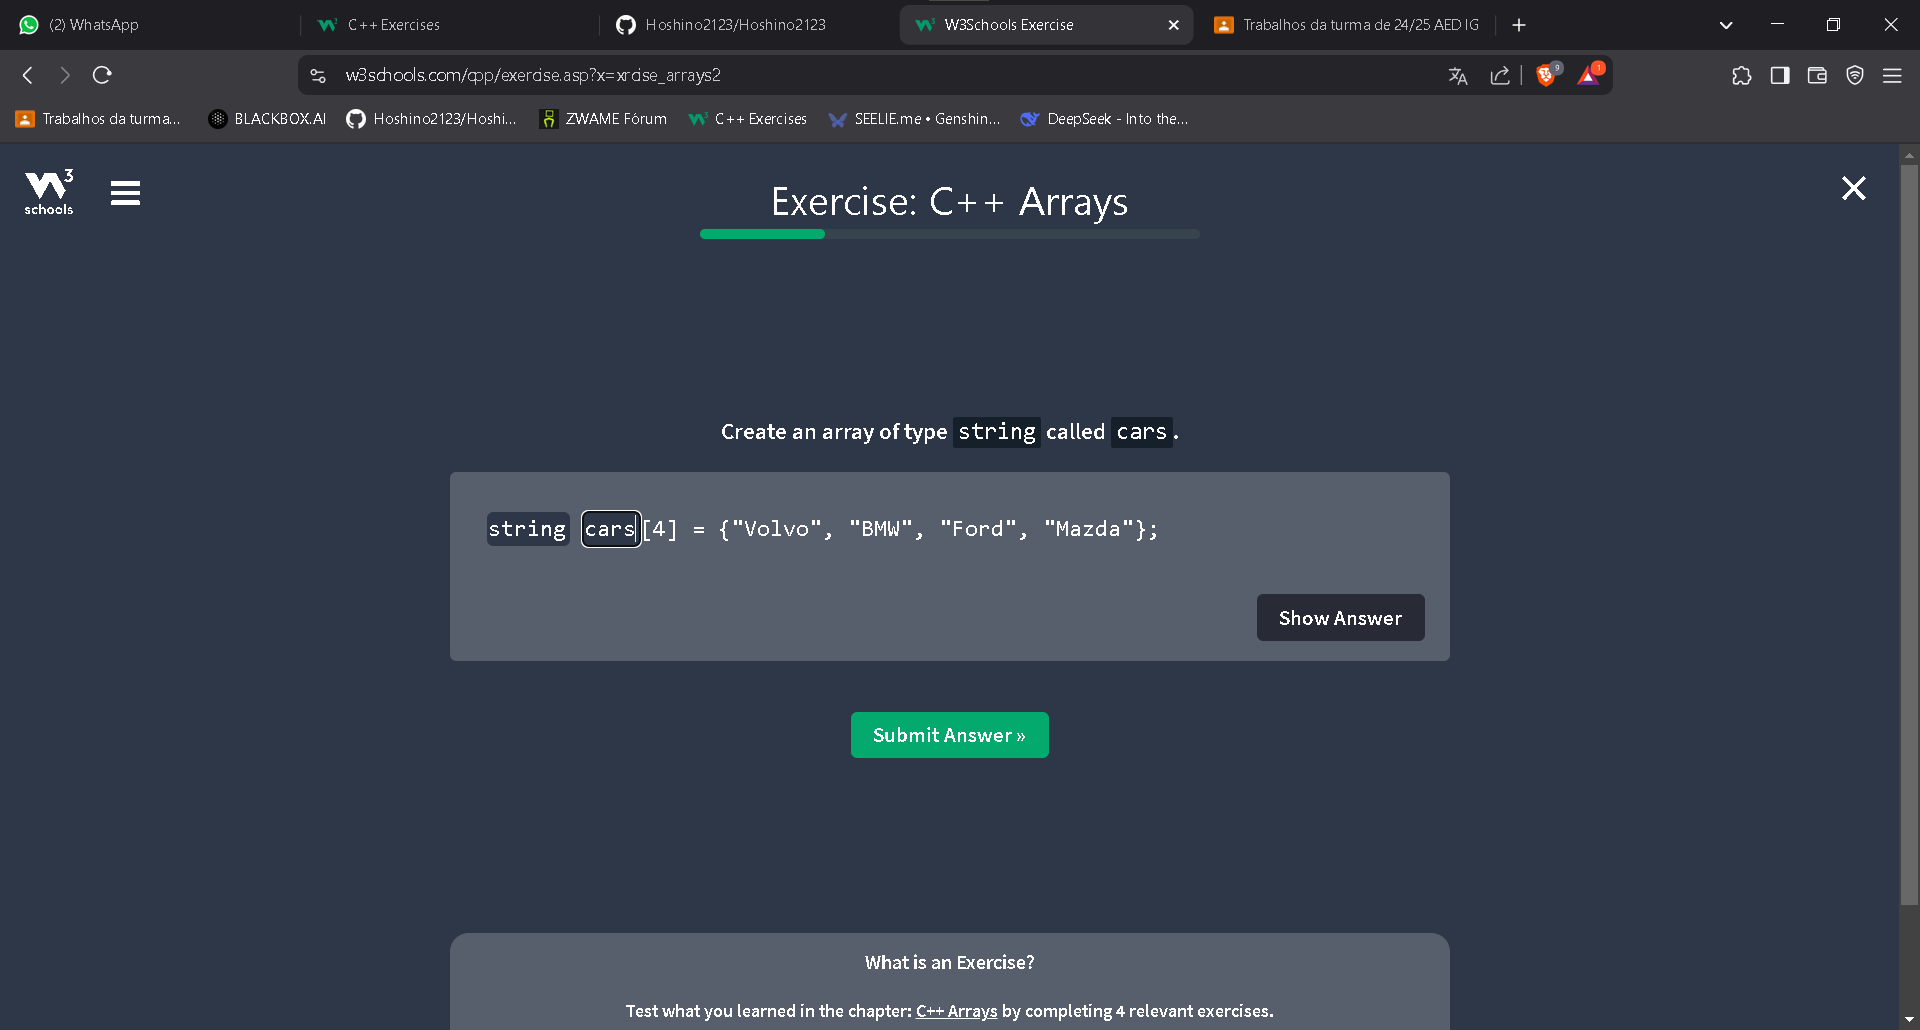 (2) WhatsApp
C++ Exercises
Hoshino2123/Hoshino2123
W3Schools Exercise
Trabalhos da turma de 24/25 AED IG
w3schools.com/cpp/exercise.asp?x=xrcise_arrays2
9
1
Trabalhos da turma...
BLACKBOX.AI
Hoshino2123/Hoshi...
ZWAME Fórum
C++ Exercises
SEELIE.me • Genshin...
DeepSeek - Into the...
W3
schools
Exercise: C++ Arrays
Create an array of type string called cars.
string cars[4] = {"Volvo", "BMW", "Ford", "Mazda"};
Show Answer
Submit Answer »
What is an Exercise?
Test what you learned in the chapter: C++ Arrays by completing 4 relevant exercises.